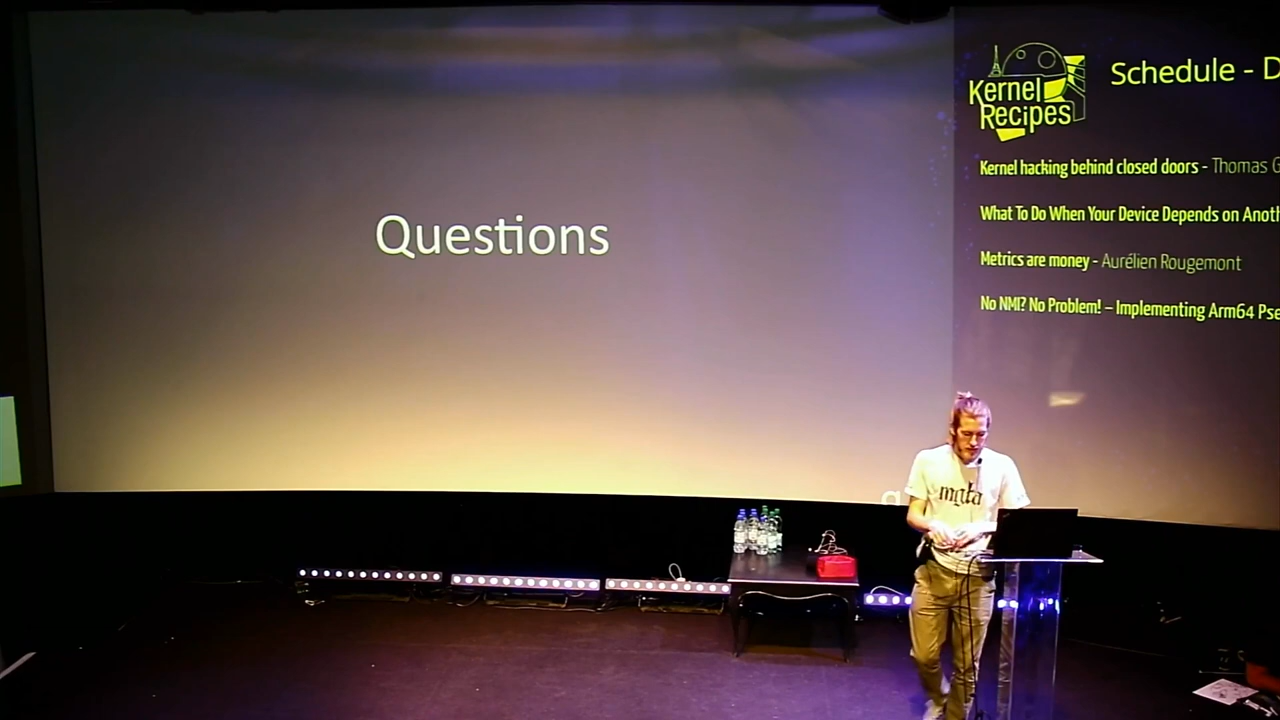 Questions
Kernel
Recipes
Schedule - D
Kernel hacking behind closed doors - Thomas G
What To Do When Your Device Depends on Anoth
Metrics are money - Aurélien Rougemont
No NMI? No Problem! – Implementing Arm64 Pse
mgła